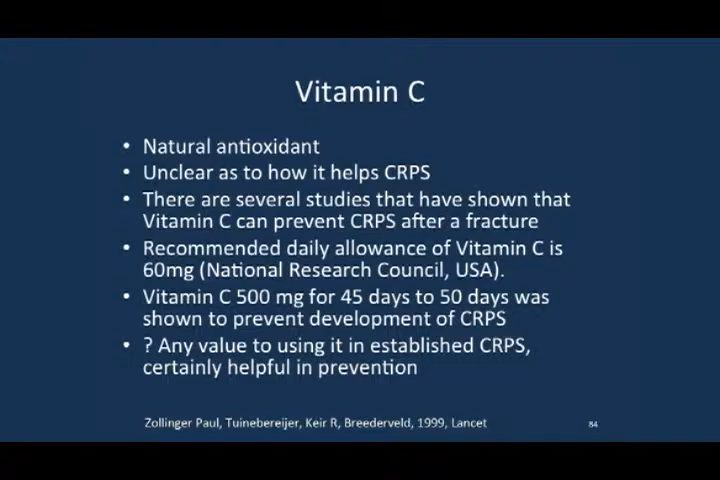 Vitamin C
• Natural antioxidant
• Unclear as to how it helps CRPS
• There are several studies that have shown that
Vitamin C can prevent CRPS after a fracture
• Recommended daily allowance of Vitamin C is
60mg (National Research Council, USA).
• Vitamin C 500 mg for 45 days to 50 days was
shown to prevent development of CRPS
• ? Any value to using it in established CRPS,
certainly helpful in prevention
Zollinger Paul, Tuinebereijer, Keir R, Breederveld, 1999, Lancet
84